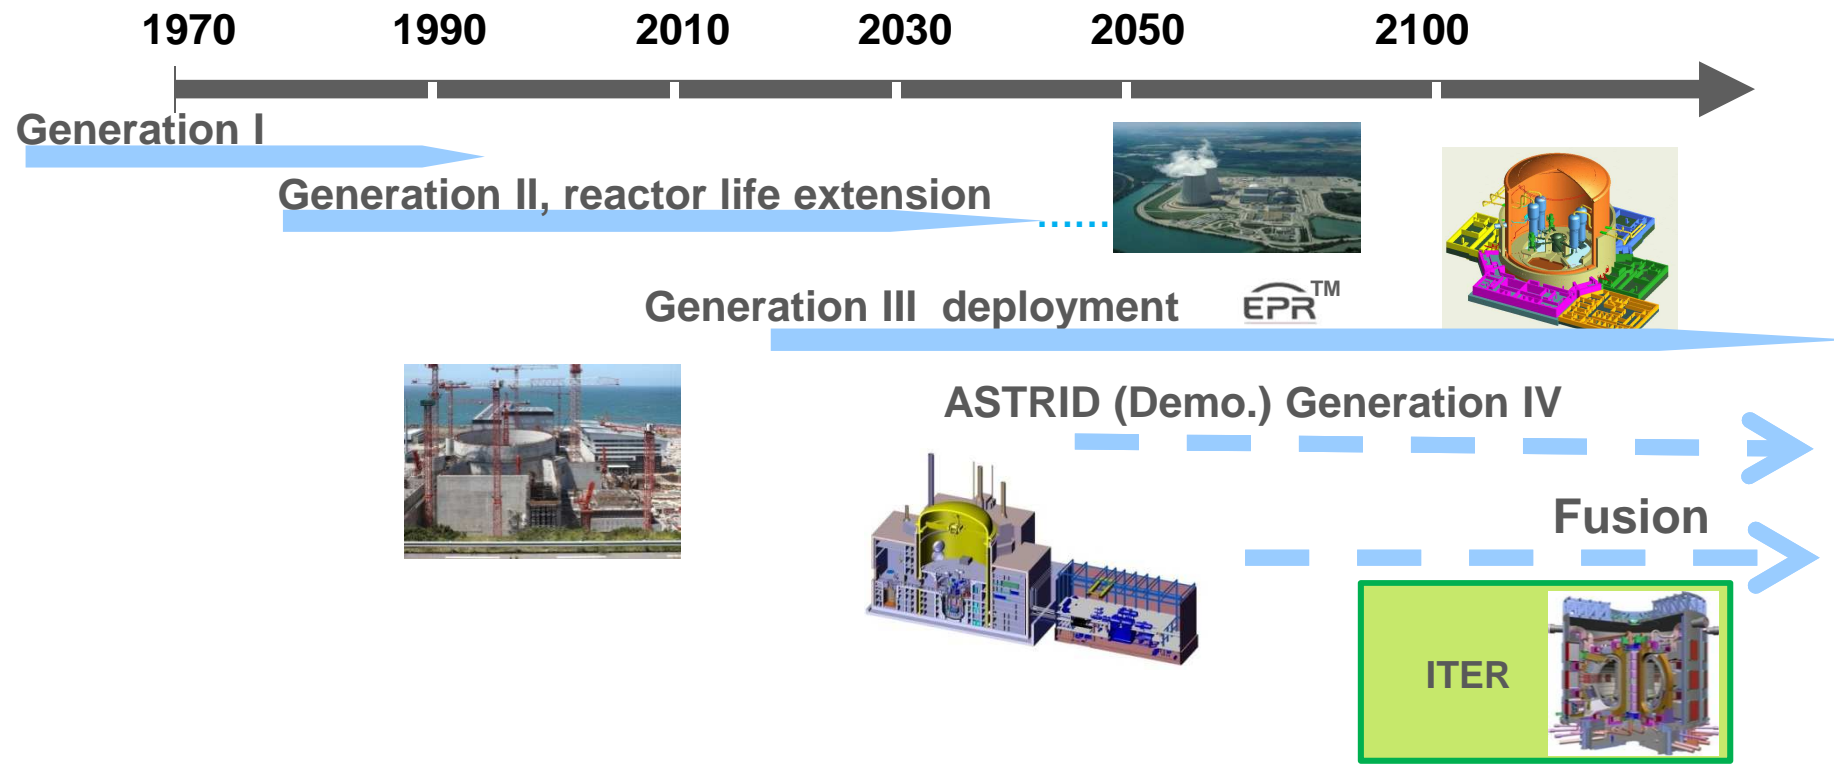 1970 1990 2010 2030 2050 2100
Generation I
Generation II, reactor life extension
Generation III deployment EPR™
ASTRID (Demo.) Generation IV
Fusion
ITER